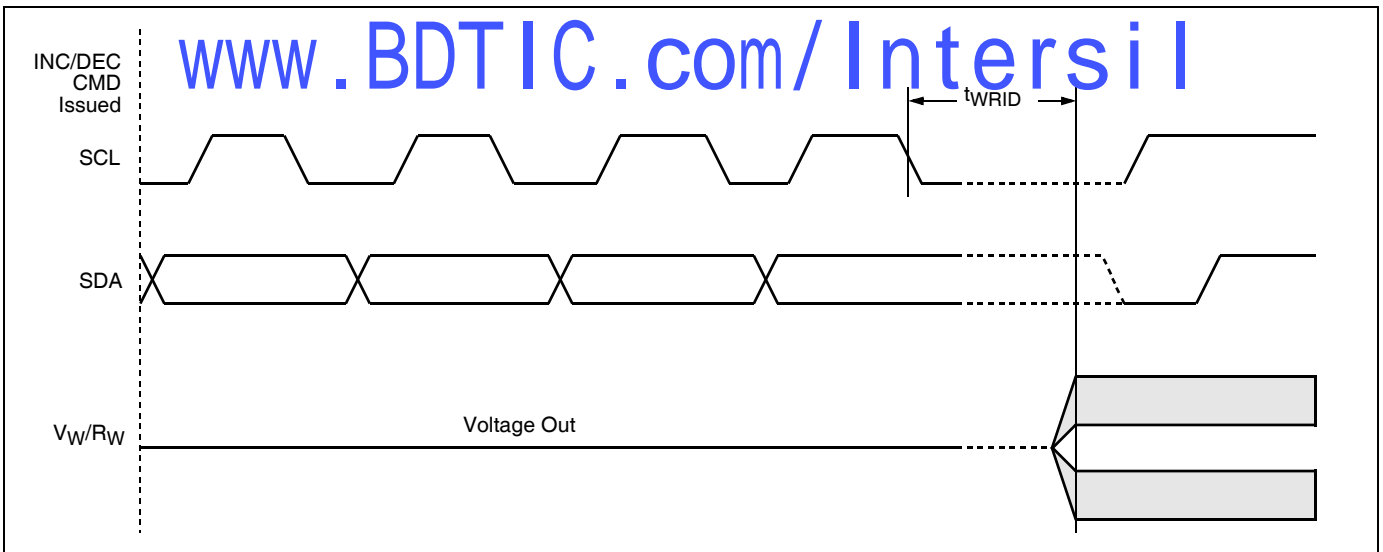 www.BDTIC.com/Intersil
INC/DEC
CMD
Issued
tWRID
SCL
SDA
Voltage Out
VW/RW